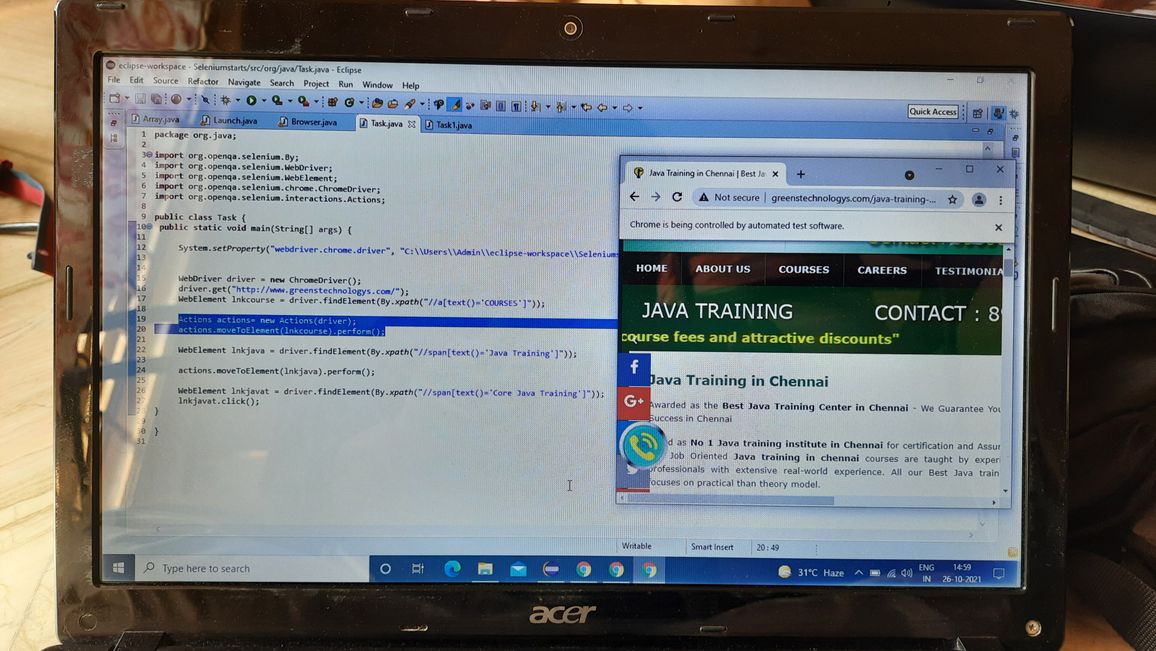 eclipse-workspace - Seleniumstarts/src/org/java/Task.java - Eclipse
File Edit Source Refactor Navigate Search Project Run Window Help
Quick Access
Array.java Launch.java Browser.java Task.java Task1.java
1 package org.java;
2
3 import org.openqa.selenium.By;
4 import org.openqa.selenium.WebDriver;
5 import org.openqa.selenium.WebElement;
6 import org.openqa.selenium.chrome.ChromeDriver;
7 import org.openqa.selenium.interactions.Actions;
8
9 public class Task {
10 public static void main(String[] args) {
11
12 System.setProperty("webdriver.chrome.driver", "C:\\Users\\Admin\\eclipse-workspace\\Selenium
13
14
15 WebDriver driver = new ChromeDriver();
16 driver.get("http://www.greenstechnologys.com/");
17 WebElement lnkcourse = driver.findElement(By.xpath("//a[text()='COURSES']"));
18
19 Actions actions= new Actions(driver);
20 actions.moveToElement(lnkcourse).perform();
21
22 WebElement lnkjava = driver.findElement(By.xpath("//span[text()='Java Training']"));
23
24 actions.moveToElement(lnkjava).perform();
25
26 WebElement lnkjavat = driver.findElement(By.xpath("//span[text()='Core Java Training']"));
27 lnkjavat.click();
28 }
29
30 }
31
Java Training in Chennai | Best Ja
Not secure | greenstechnologys.com/java-training-...
Chrome is being controlled by automated test software.
HOME ABOUT US COURSES CAREERS TESTIMONIA
JAVA TRAINING CONTACT : 89
course fees and attractive discounts"
f
G+
Java Training in Chennai
Awarded as the Best Java Training Center in Chennai - We Guarantee You
Success in Chennai
d as No 1 Java training institute in Chennai for certification and Assur
Job Oriented Java training in chennai courses are taught by exper
professionals with extensive real-world experience. All our Best Java train
focuses on practical than theory model.
Writable Smart Insert 20 : 49
Type here to search
31°C Haze
ENG
IN
14:59
26-10-2021
acer